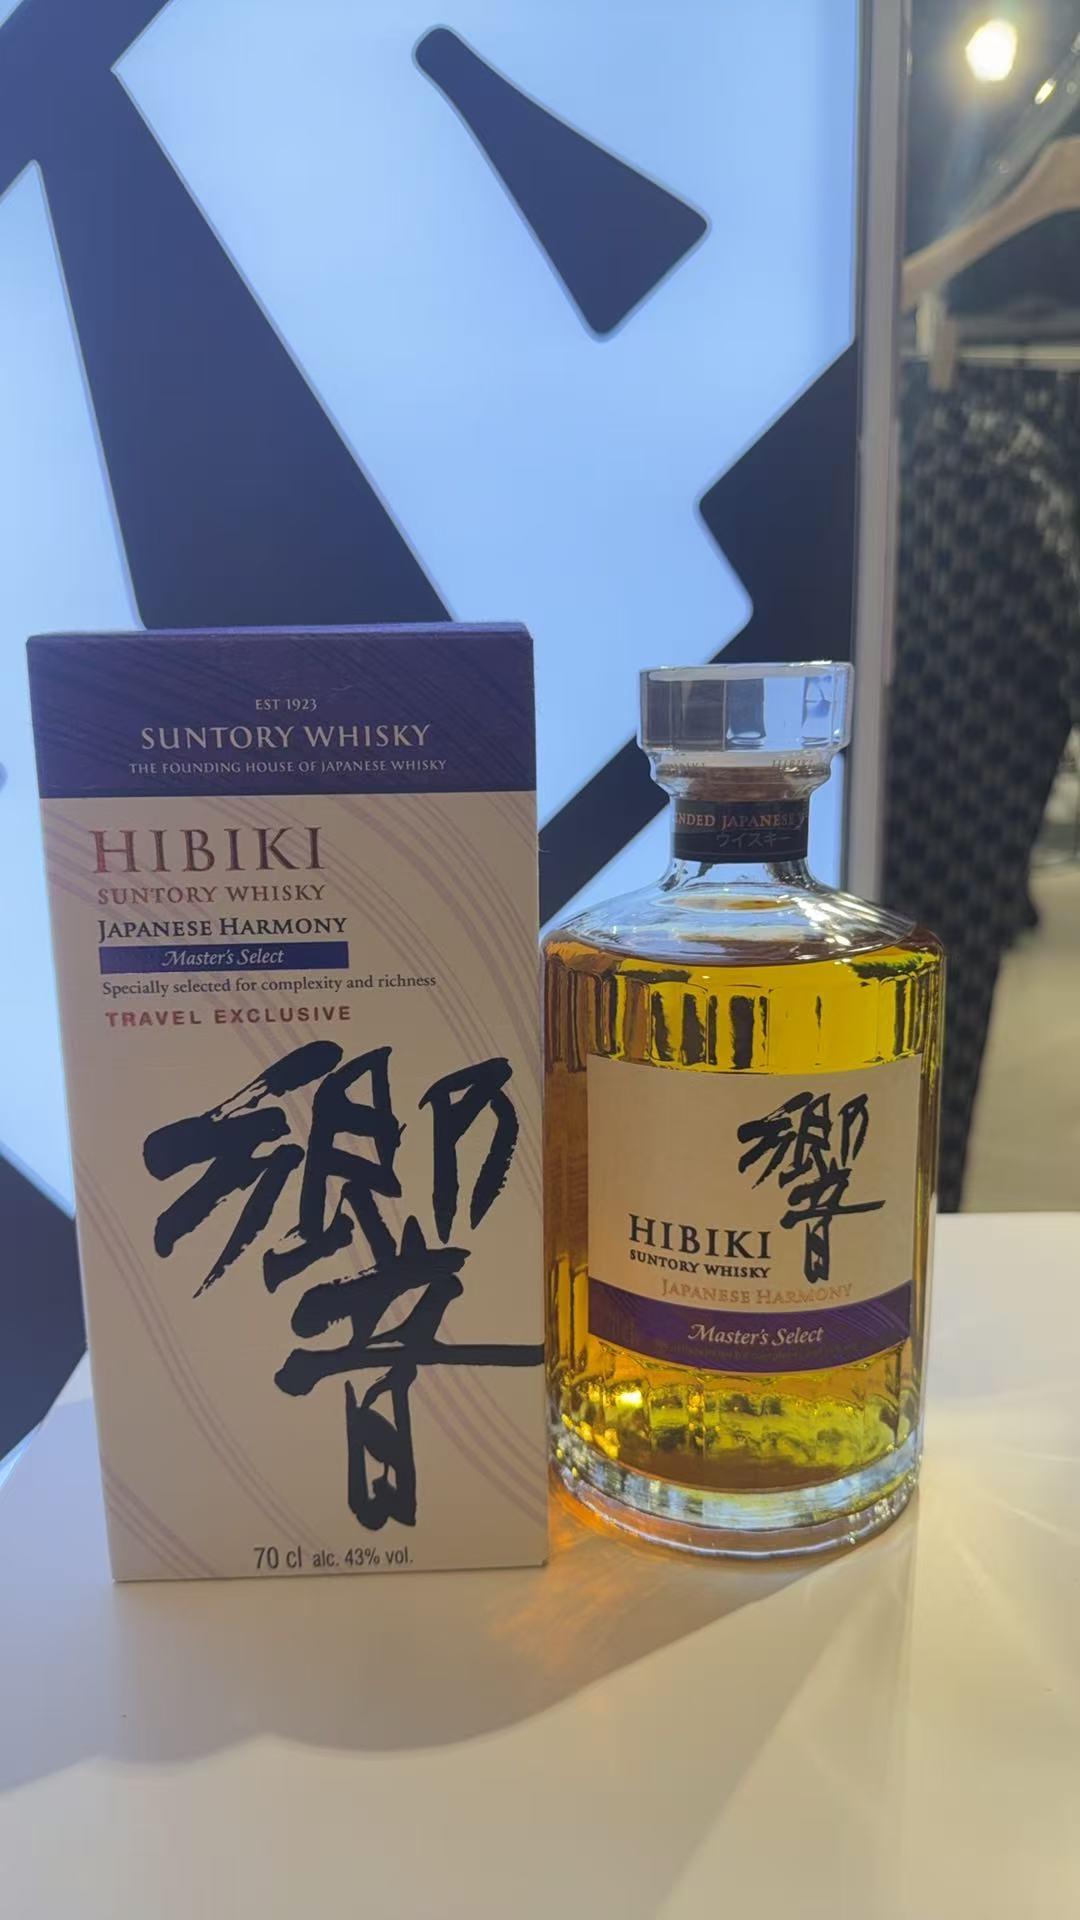 EST 1923
SUNTORY WHISKY
THE FOUNDING HOUSE OF JAPANESE WHISKY
HIBIKI
SUNTORY WHISKY
JAPANESE HARMONY
Master's Select
Specially selected for complexity and richness
TRAVEL EXCLUSIVE
響
70 cl alc. 43% vol.
HIBIKI
JAPANESE
ウイスキー
響
HIBIKI
SUNTORY WHISKY
JAPANESE HARMONY
Master's Select